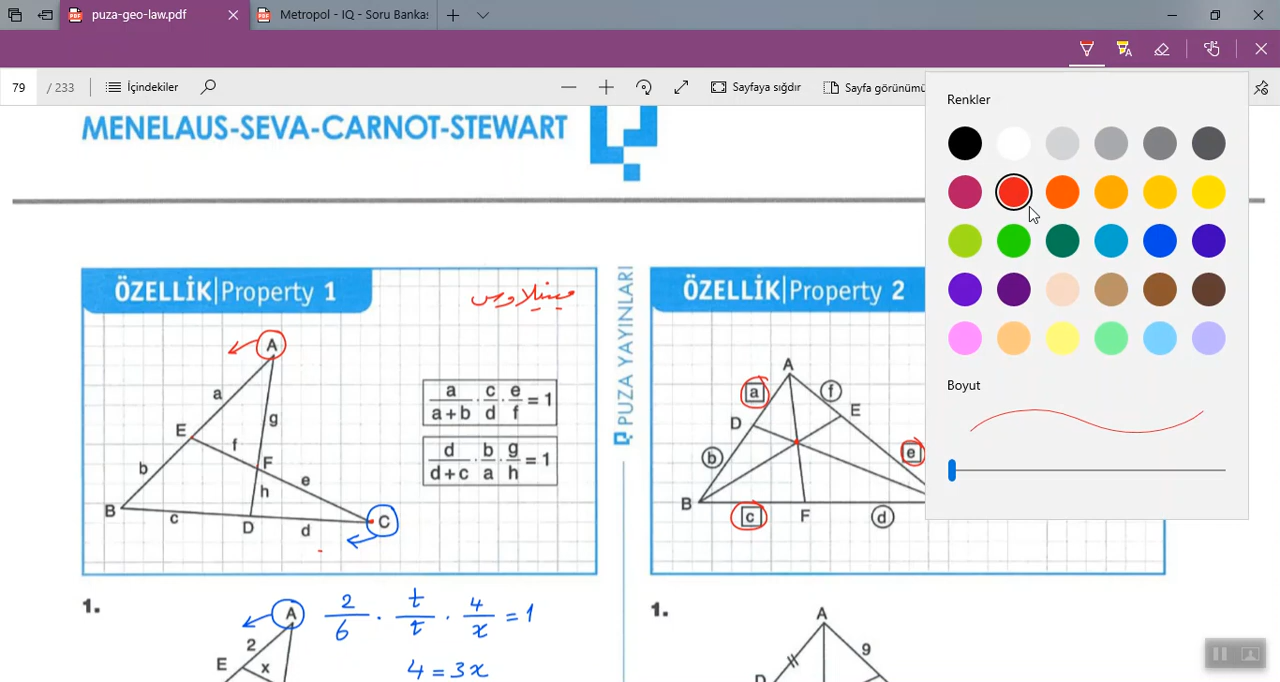 puza-geo-law.pdf
Metropol - IQ - Soru Bankas
79 / 233
İçindekiler
Sayfaya sığdır
Sayfa görünümü
Renkler
Boyut
MENELAUS-SEVA-CARNOT-STEWART
ÖZELLİK|Property 1
مينلاوس
A
a
g
E
f
F
b
h
e
B
c
D
d
C
a/a+b · c/d · e/f = 1
d/d+c · b/a · g/h = 1
PUZA YAYINLARI
ÖZELLİK|Property 2
A
a
f
D
E
b
e
B
c
F
d
1.
A
2
E
x
2/6 · t/t · 4/x = 1
4 = 3x
1.
A
9
D